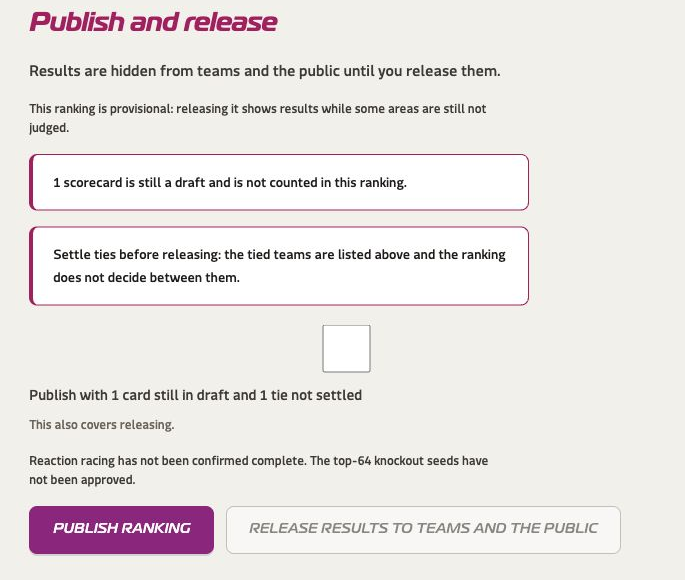 Publish and release
Results are hidden from teams and the public until you release them.
This ranking is provisional: releasing it shows results while some areas are still not
judged.
1 scorecard is still a draft and is not counted in this ranking.
Settle ties before releasing: the tied teams are listed above and the ranking
does not decide between them.
Publish with 1 card still in draft and 1 tie not settled
This also covers releasing.
Reaction racing has not been confirmed complete. The top-64 knockout seeds have
not been approved.
PUBLISH RANKING
RELEASE RESULTS TO TEAMS AND THE PUBLIC